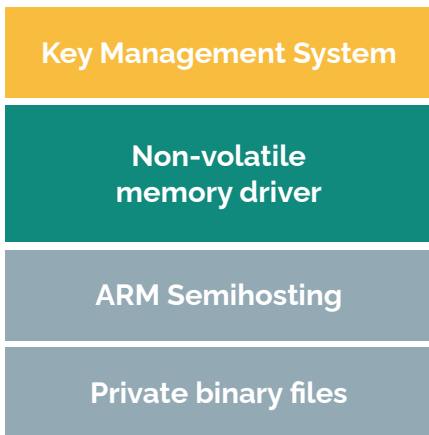 Key Management System
Non-volatile
memory driver
ARM Semihosting
Private binary files